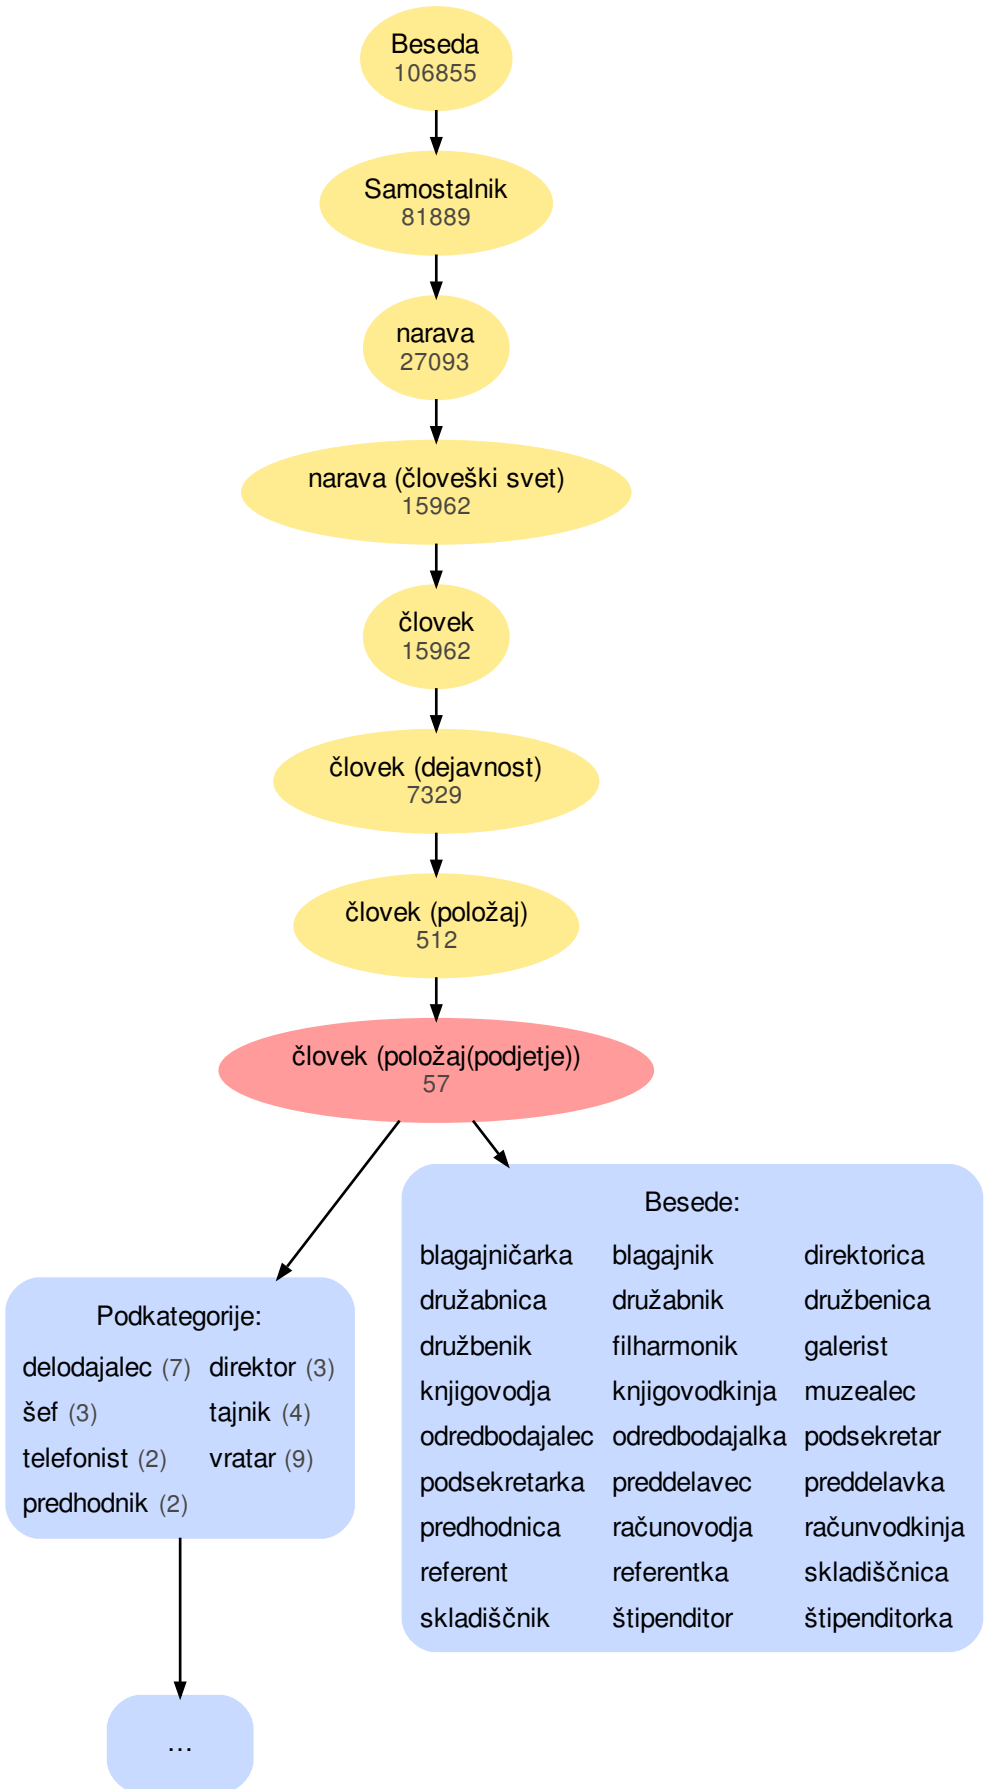 Beseda
106855
Samostalnik
81889
narava
27093
narava (človeški svet)
15962
človek
15962
človek (dejavnost)
7329
človek (položaj)
512
človek (položaj(podjetje))
57
Podkategorije:
delodajalec (7) direktor (3)
šef (3) tajnik (4)
telefonist (2) vratar (9)
predhodnik (2)
...
Besede:
blagajničarka blagajnik direktorica
družabnica družabnik družbenica
družbenik filharmonik galerist
knjigovodja knjigovodkinja muzealec
odredbodajalec odredbodajalka podsekretar
podsekretarka preddelavec preddelavka
predhodnica računovodja računvodkinja
referent referentka skladiščnica
skladiščnik štipenditor štipenditorka